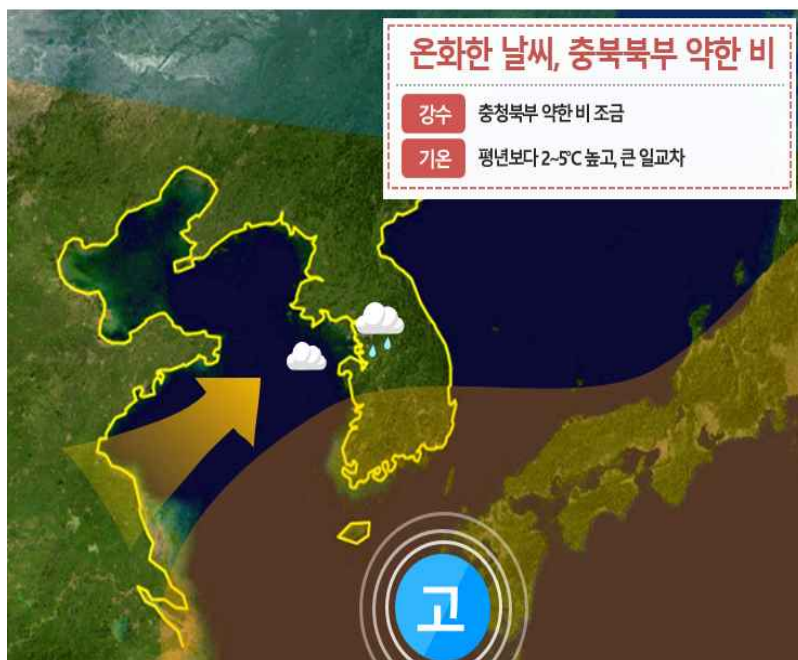 온화한 날씨, 충북북부 약한 비
강수 충청북부 약한 비 조금
기온 평년보다 2~5℃ 높고, 큰 일교차
고